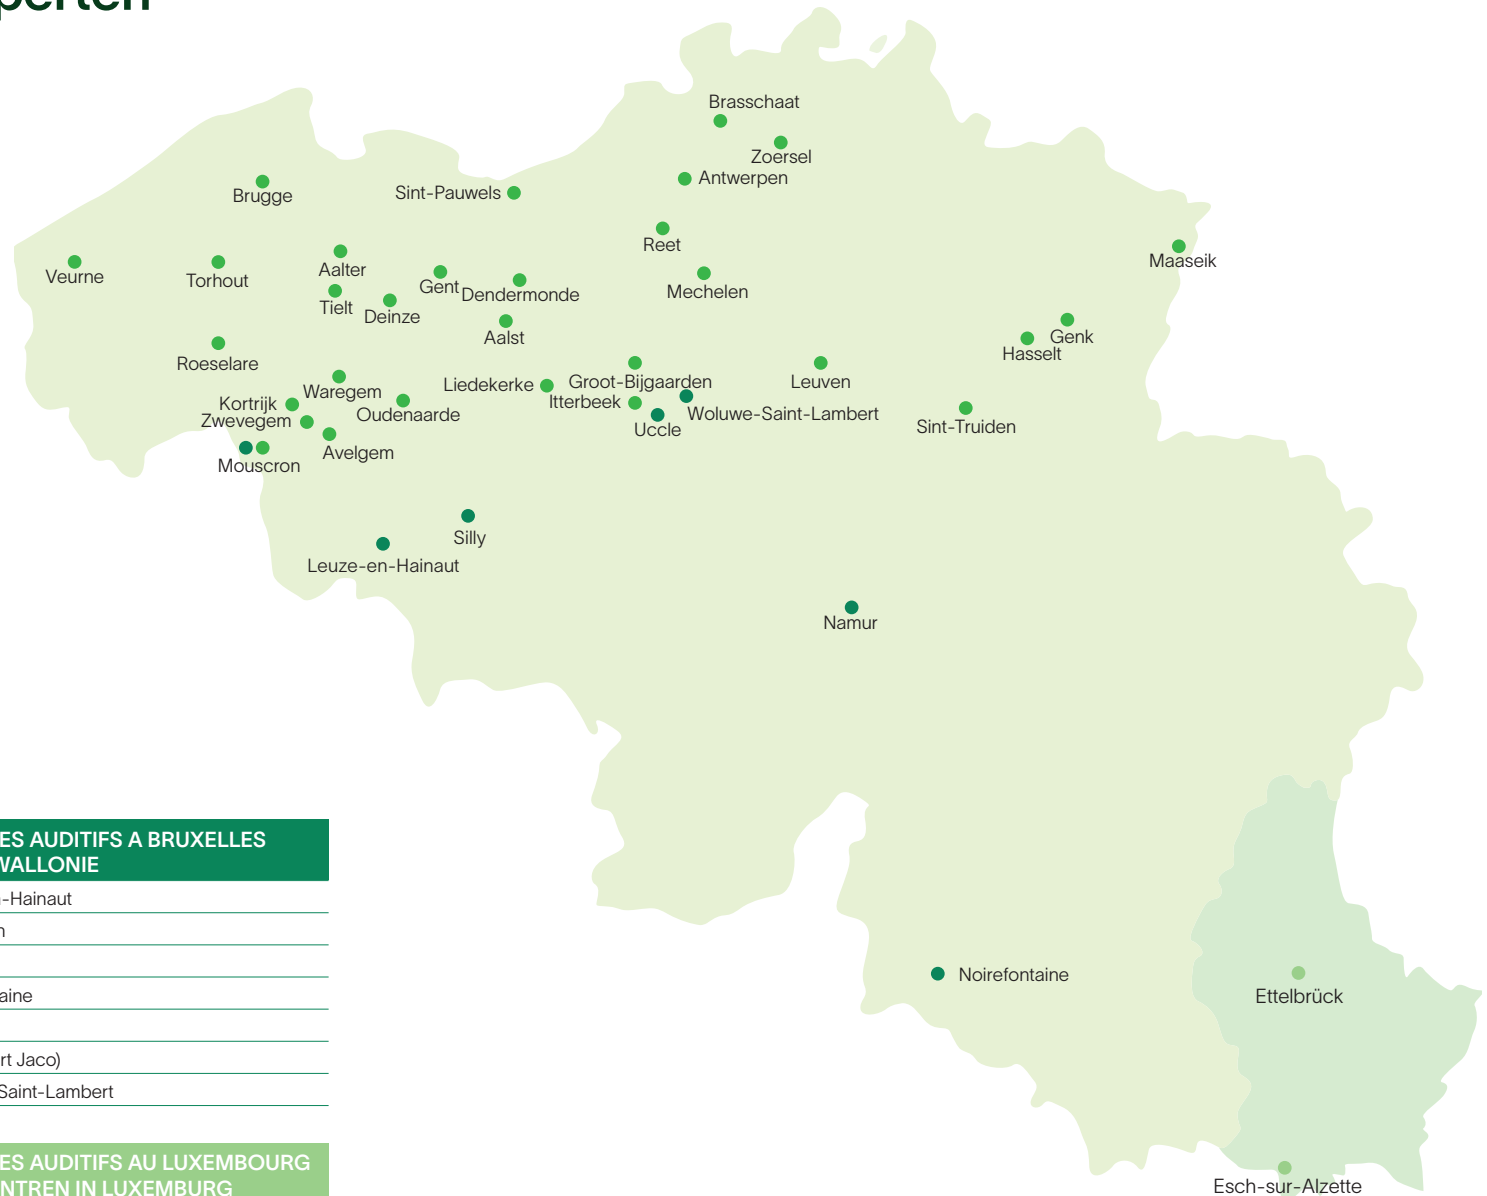 perten
Brasschaat
Zoersel
Antwerpen
Brugge
Sint-Pauwels
Reet
Maaseik
Veurne
Torhout
Aalter
Gent
Dendermonde
Mechelen
Tielt
Deinze
Aalst
Genk
Hasselt
Roeselare
Waregem
Liedekerke
Groot-Bijgaarden
Leuven
Kortrijk
Oudenaarde
Itterbeek
Woluwe-Saint-Lambert
Zwevegem
Uccle
Sint-Truiden
Avelgem
Mouscron
Silly
Leuze-en-Hainaut
Namur
ES AUDITIFS A BRUXELLES
WALLONIE
-Hainaut
n
aine
rt Jaco)
Saint-Lambert
Noirefontaine
Ettelbrück
ES AUDITIFS AU LUXEMBOURG
NTREN IN LUXEMBURG
Esch-sur-Alzette